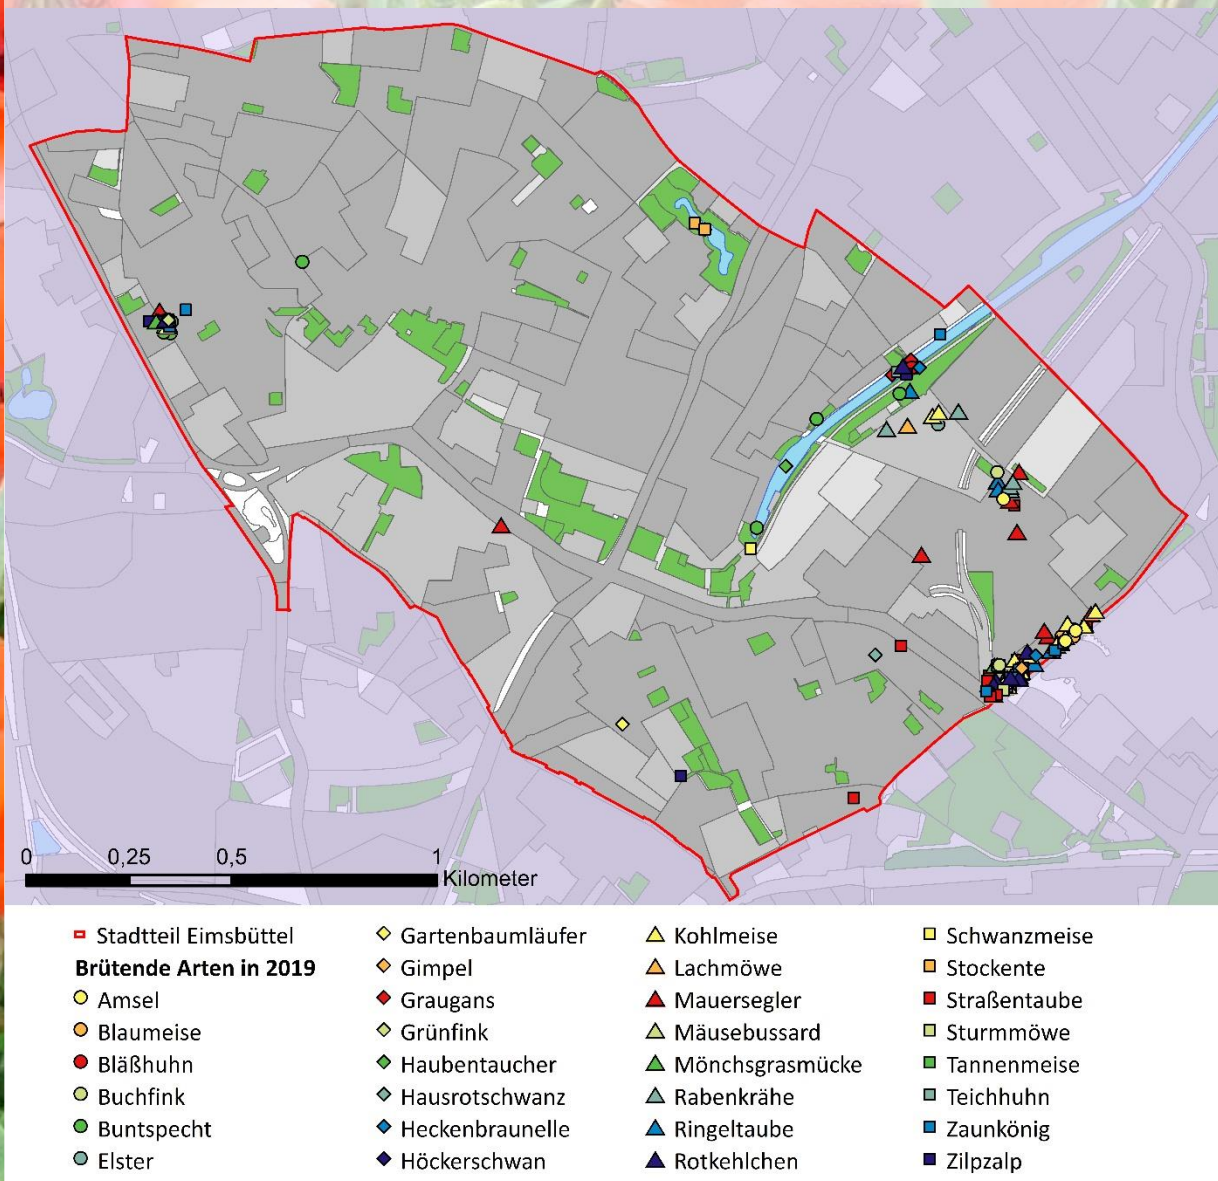 0 0,25 0,5 1
Kilometer
Stadtteil Eimsbüttel
Brütende Arten in 2019
Amsel
Blaumeise
Bläßhuhn
Buchfink
Buntspecht
Elster
Gartenbaumläufer
Gimpel
Graugans
Grünfink
Haubentaucher
Hausrotschwanz
Heckenbraunelle
Höckerschwan
Kohlmeise
Lachmöwe
Mauersegler
Mäusebussard
Mönchsgrasmücke
Rabenkrähe
Ringeltaube
Rotkehlchen
Schwanzmeise
Stockente
Straßentaube
Sturmmöwe
Tannenmeise
Teichhuhn
Zaunkönig
Zilpzalp